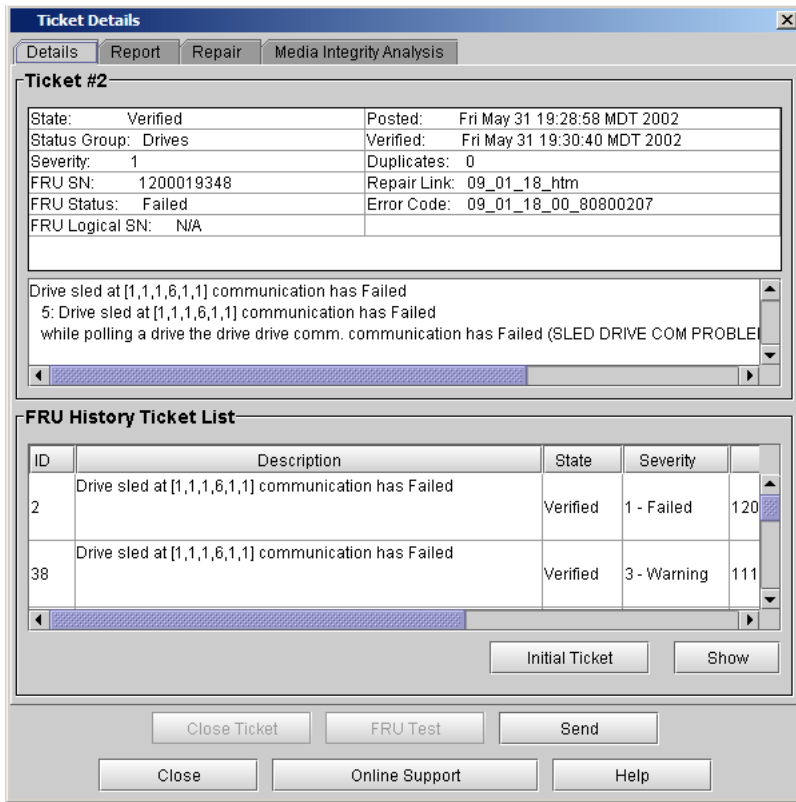 Ticket Details
Details Report Repair Media Integrity Analysis
Ticket #2
State: Verified Posted: Fri May 31 19:28:58 MDT 2002
Status Group: Drives Verified: Fri May 31 19:30:40 MDT 2002
Severity: 1 Duplicates: 0
FRU SN: 1200019348 Repair Link: 09_01_18_htm
FRU Status: Failed Error Code: 09_01_18_00_80800207
FRU Logical SN: N/A
Drive sled at [1,1,1,6,1,1] communication has Failed
5: Drive sled at [1,1,1,6,1,1] communication has Failed
while polling a drive the drive drive comm. communication has Failed (SLED DRIVE COM PROBLE
FRU History Ticket List
ID Description State Severity
Drive sled at [1,1,1,6,1,1] communication has Failed
2 Verified 1 - Failed 120
Drive sled at [1,1,1,6,1,1] communication has Failed
38 Verified 3 - Warning 111
Initial Ticket Show
Close Ticket FRU Test Send
Close Online Support Help